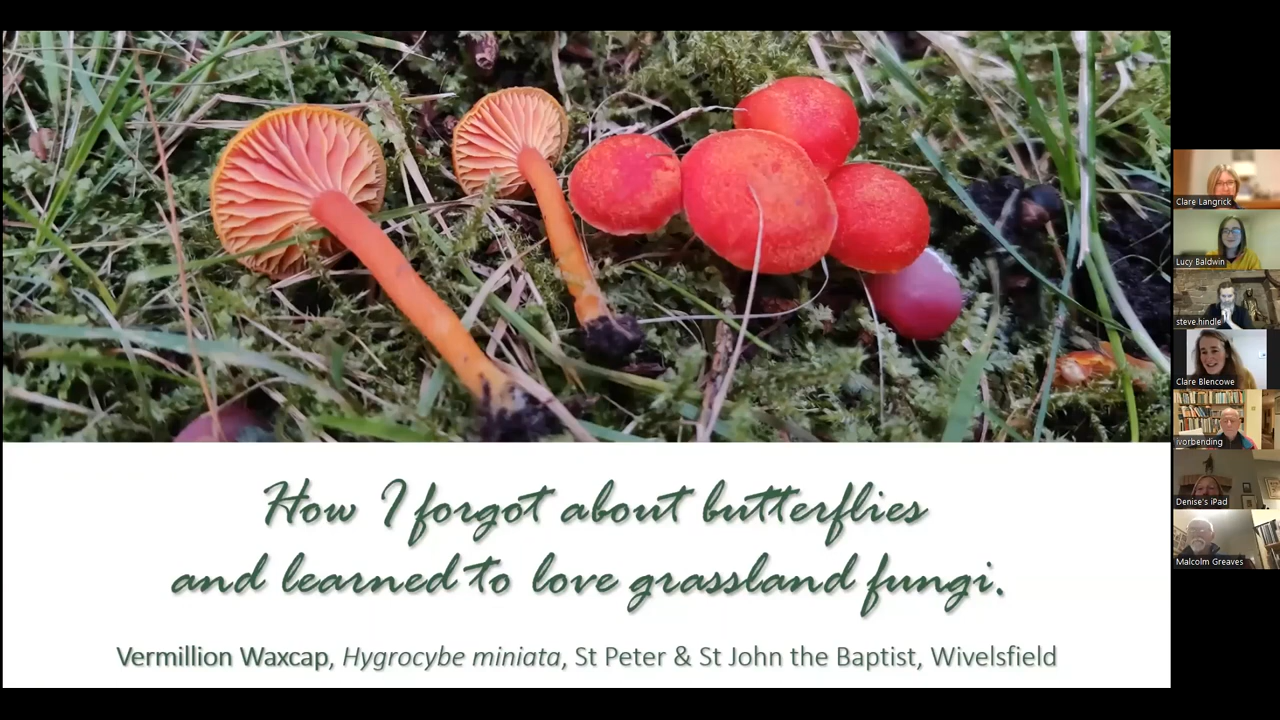 How I forgot about butterflies
and learned to love grassland fungi.
Vermillion Waxcap, Hygrocybe miniata, St Peter & St John the Baptist, Wivelsfield
Clare Langrick
Lucy Baldwin
steve.hindle
Clare Blencowe
ivorbending
Denise's iPad
Malcolm Greaves